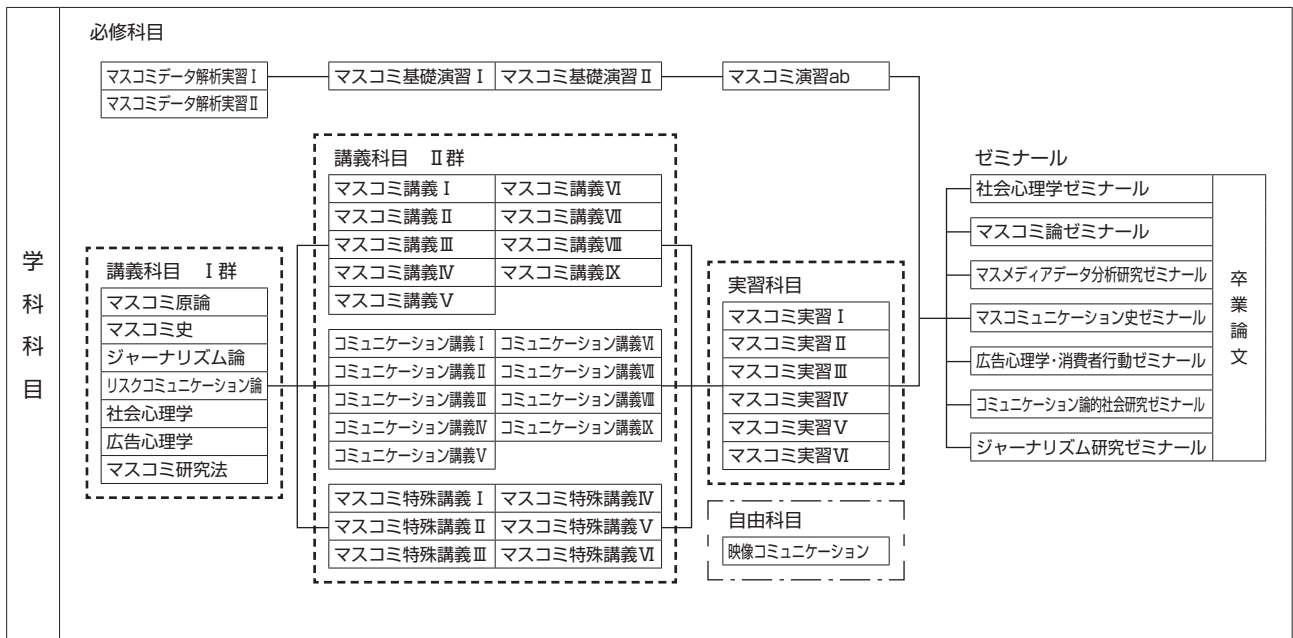 学科科目
必修科目
マスコミデータ解析実習Ⅰ
マスコミデータ解析実習Ⅱ
マスコミ基礎演習Ⅰ マスコミ基礎演習Ⅱ
マスコミ演習ab
講義科目 Ⅰ群
マスコミ原論
マスコミ史
ジャーナリズム論
リスクコミュニケーション論
社会心理学
広告心理学
マスコミ研究法
講義科目 Ⅱ群
マスコミ講義Ⅰ マスコミ講義Ⅵ
マスコミ講義Ⅱ マスコミ講義Ⅶ
マスコミ講義Ⅲ マスコミ講義Ⅷ
マスコミ講義Ⅳ マスコミ講義Ⅸ
マスコミ講義Ⅴ
コミュニケーション講義Ⅰ コミュニケーション講義Ⅵ
コミュニケーション講義Ⅱ コミュニケーション講義Ⅶ
コミュニケーション講義Ⅲ コミュニケーション講義Ⅷ
コミュニケーション講義Ⅳ コミュニケーション講義Ⅸ
コミュニケーション講義Ⅴ
マスコミ特殊講義Ⅰ マスコミ特殊講義Ⅳ
マスコミ特殊講義Ⅱ マスコミ特殊講義Ⅴ
マスコミ特殊講義Ⅲ マスコミ特殊講義Ⅵ
実習科目
マスコミ実習Ⅰ
マスコミ実習Ⅱ
マスコミ実習Ⅲ
マスコミ実習Ⅳ
マスコミ実習Ⅴ
マスコミ実習Ⅵ
自由科目
映像コミュニケーション
ゼミナール
社会心理学ゼミナール
マスコミ論ゼミナール
マスメディアデータ分析研究ゼミナール
マスコミュニケーション史ゼミナール
広告心理学・消費者行動ゼミナール
コミュニケーション論的社会研究ゼミナール
ジャーナリズム研究ゼミナール
卒業論文